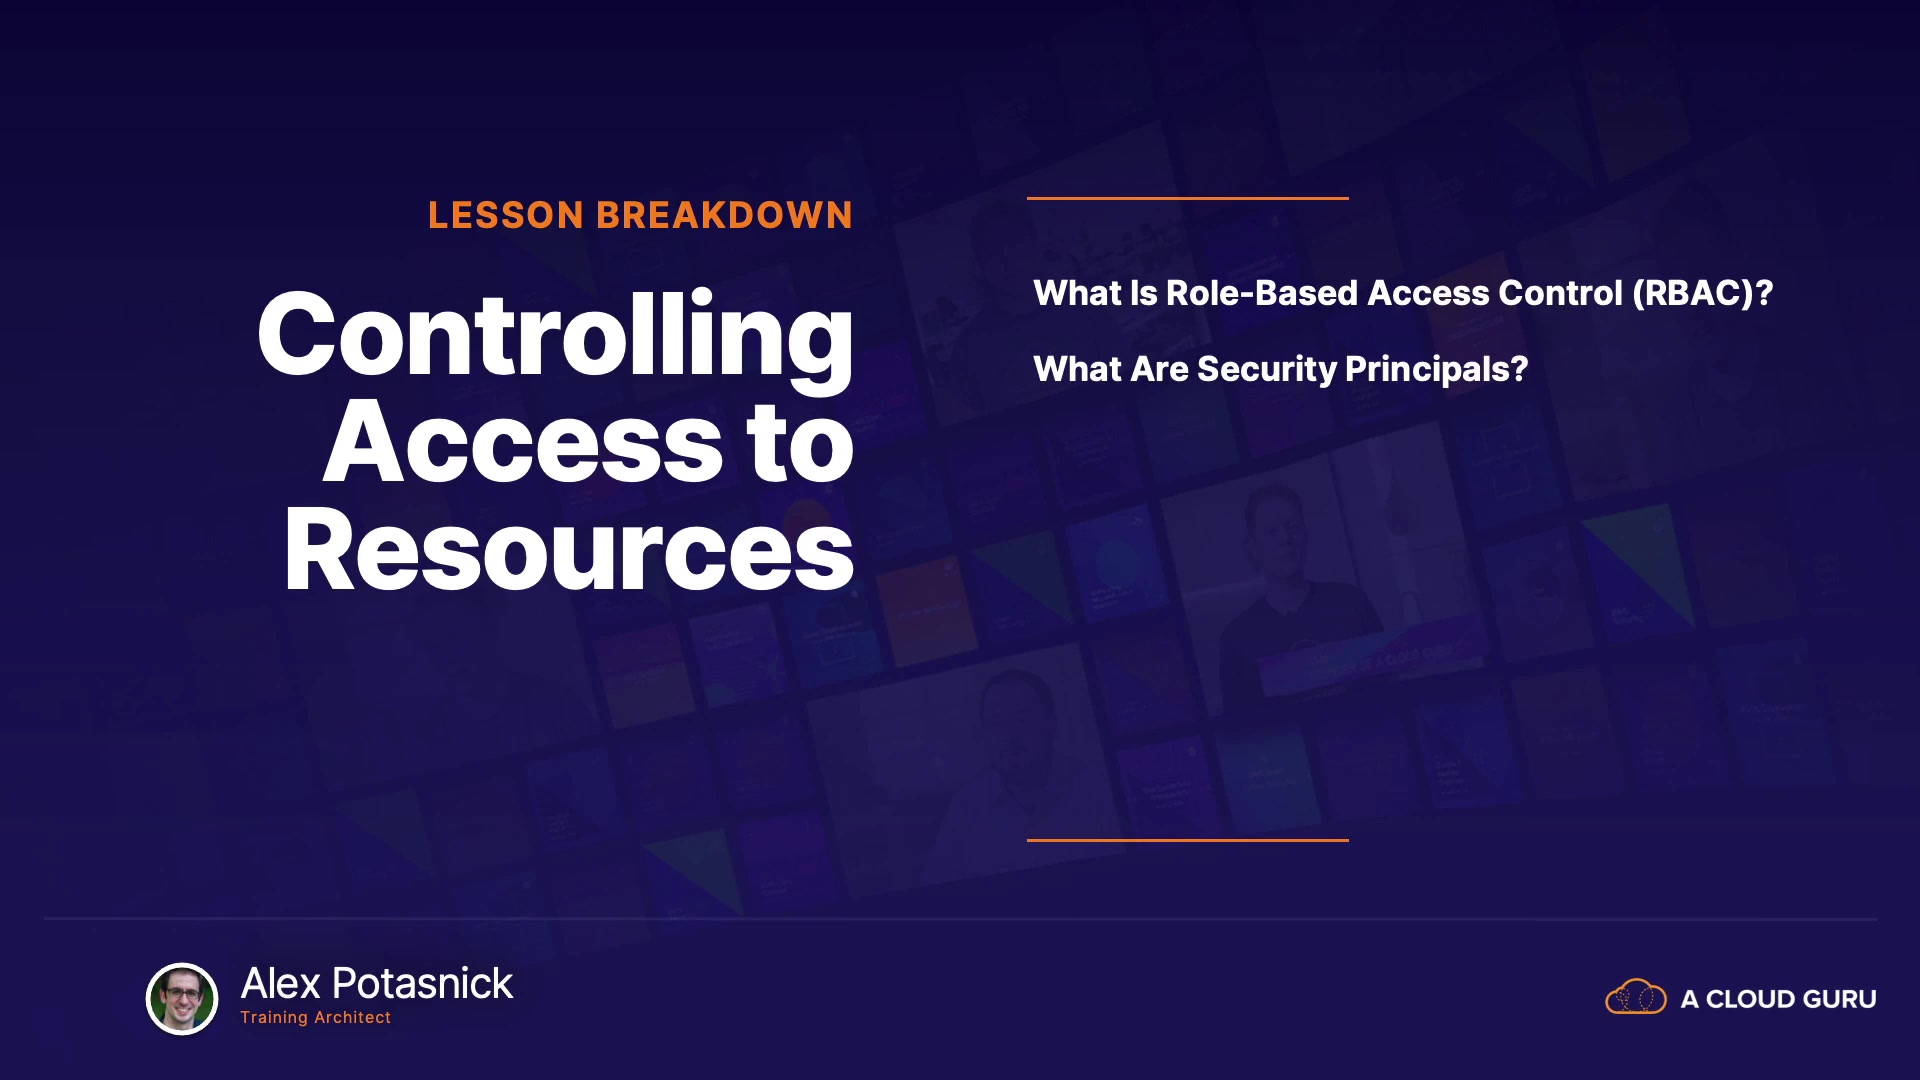 LESSON BREAKDOWN
Controlling
Access to
Resources
What Is Role-Based Access Control (RBAC)?
What Are Security Principals?
Alex Potasnick
Training Architect
A CLOUD GURU